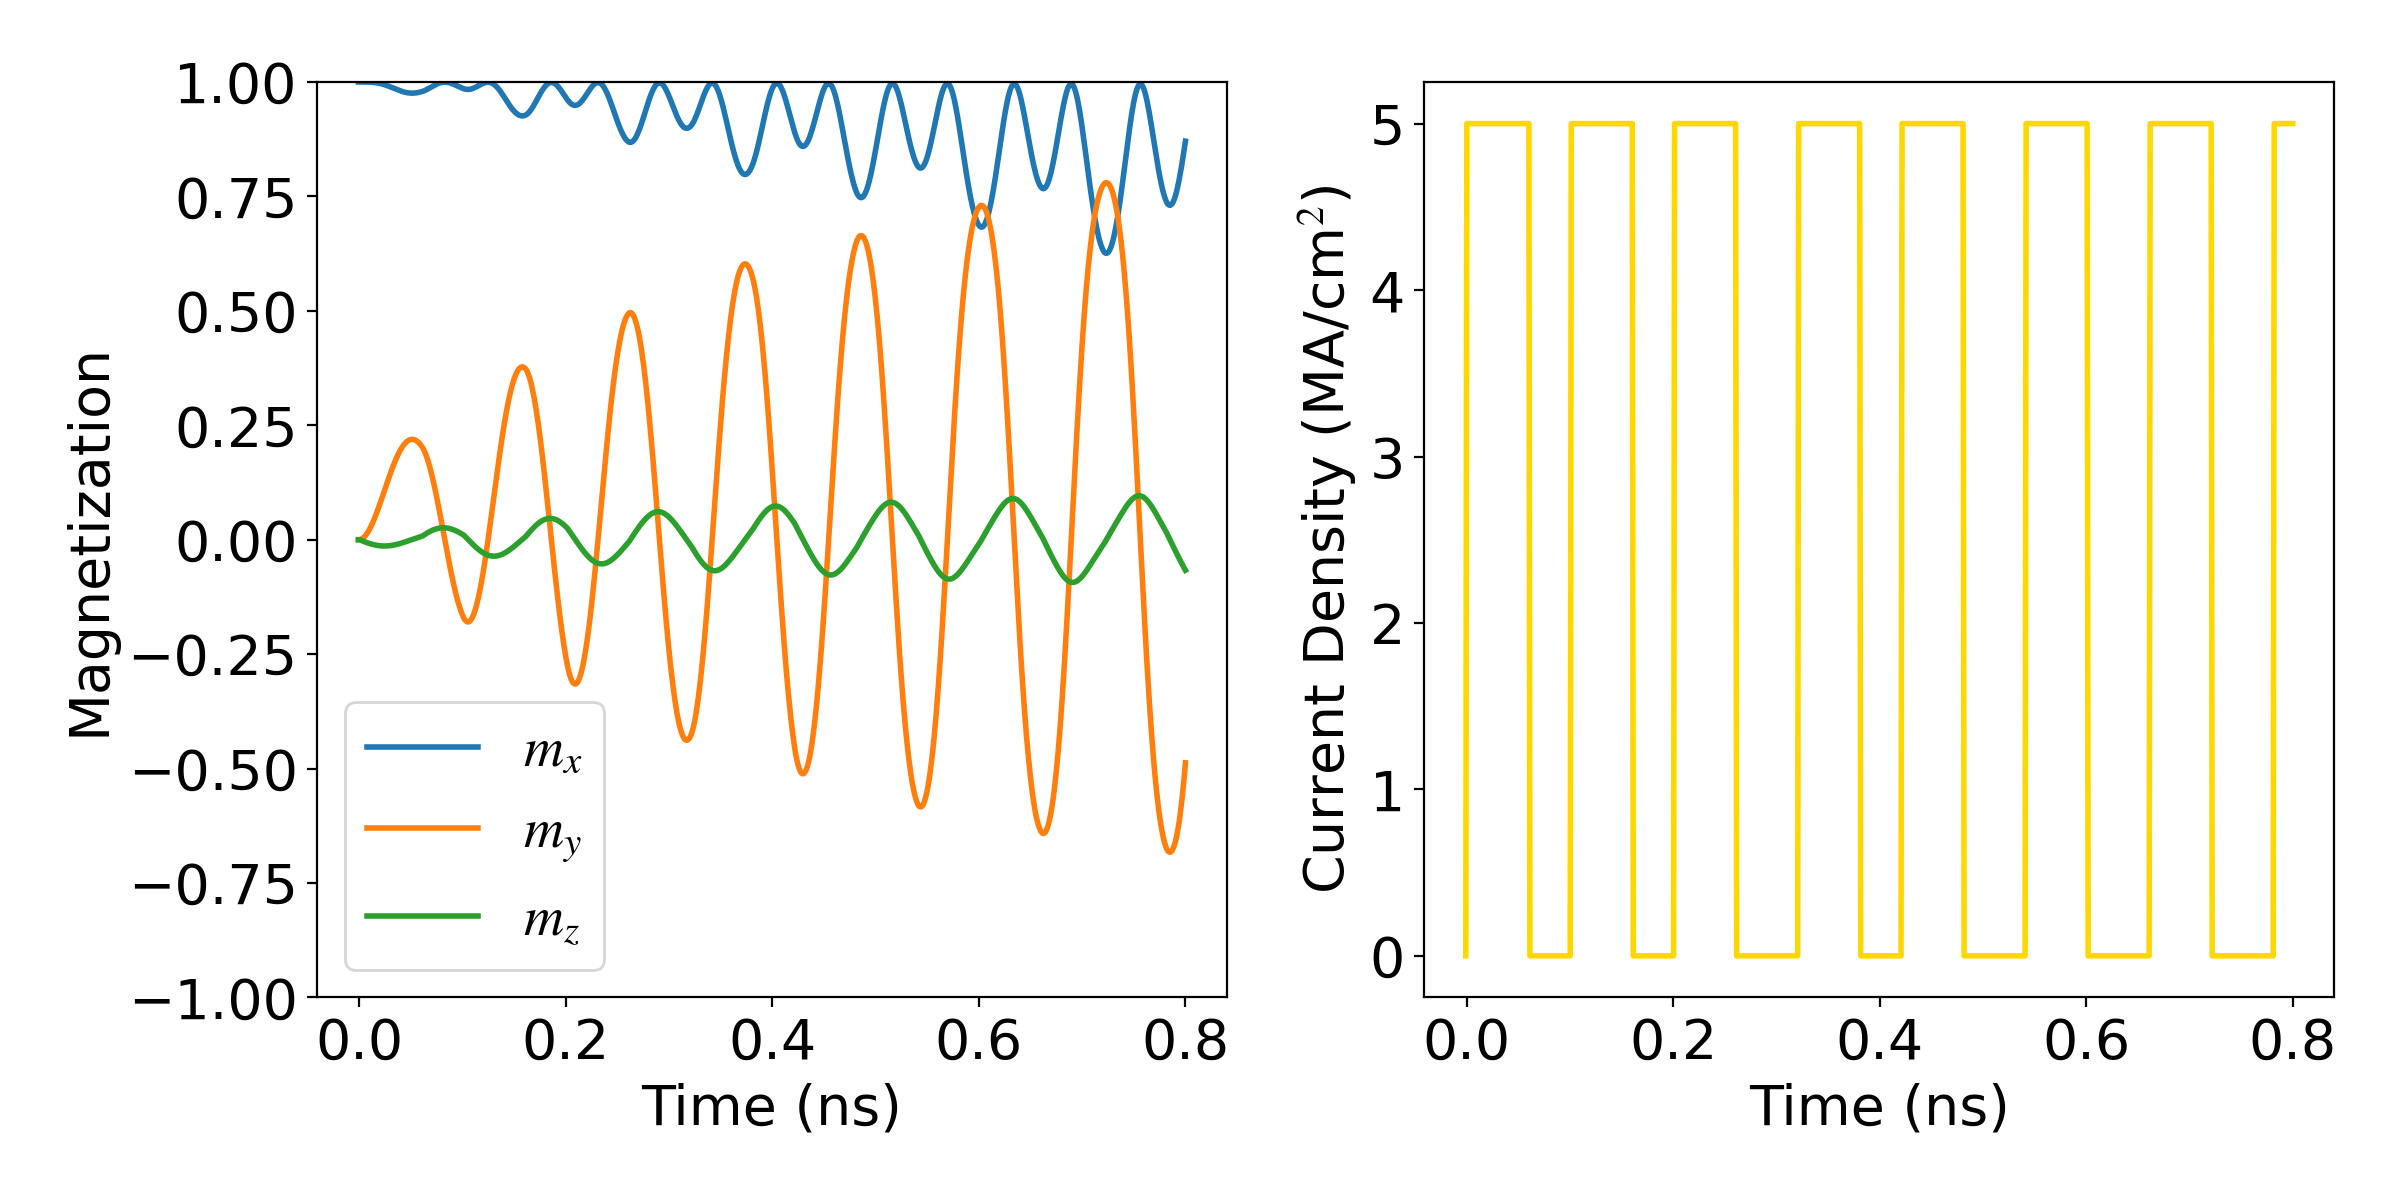 Magnetization
1.00
0.75
0.50
0.25
0.00
−0.25
−0.50
−0.75
−1.00
0.0 0.2 0.4 0.6 0.8
Time (ns)
m_x
m_y
m_z
Current Density (MA/cm²)
5
4
3
2
1
0
0.0 0.2 0.4 0.6 0.8
Time (ns)